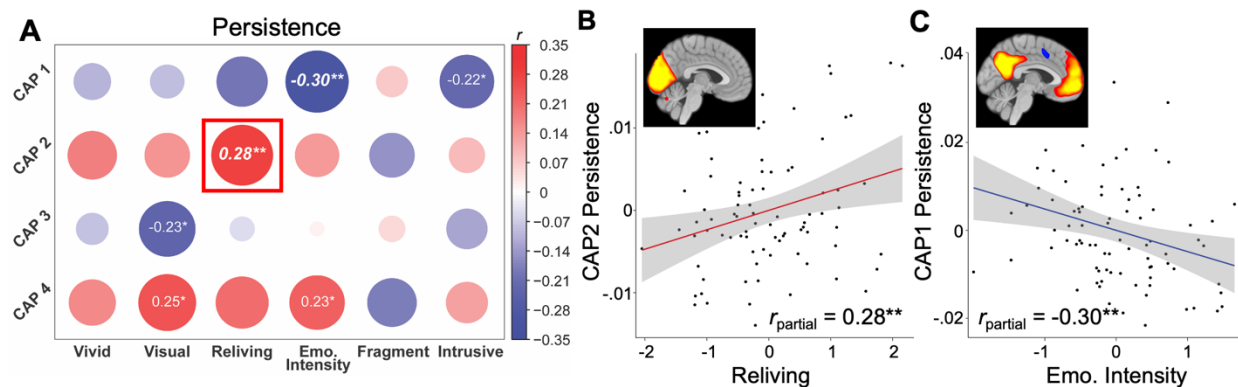 A
Persistence
CAP 1
-0.30**
-0.22*
CAP 2
0.28**
CAP 3
-0.23*
CAP 4
0.25*
0.23*
Vivid
Visual
Reliving
Emo.
Intensity
Fragment
Intrusive
r
0.35
0.28
0.21
0.14
0.07
0
-0.07
-0.14
-0.21
-0.28
-0.35
B
CAP2 Persistence
.01
0
-.01
-2
-1
0
1
2
r partial = 0.28**
Reliving
C
CAP1 Persistence
.04
0.02
0
-.02
-1
0
1
r partial = -0.30**
Emo. Intensity